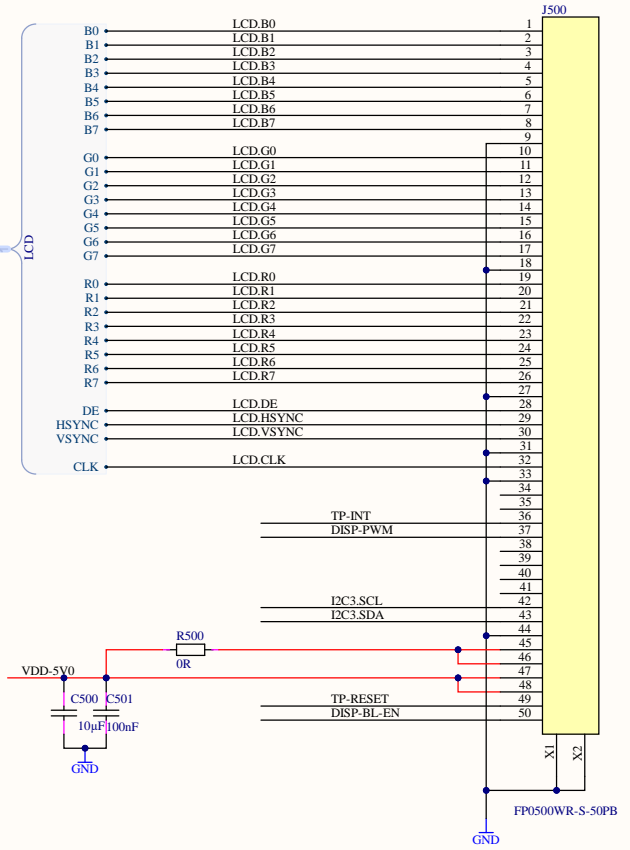 J500
B0 LCD.B0 1
B1 LCD.B1 2
B2 LCD.B2 3
B3 LCD.B3 4
B4 LCD.B4 5
B5 LCD.B5 6
B6 LCD.B6 7
B7 LCD.B7 8
9
G0 LCD.G0 10
G1 LCD.G1 11
G2 LCD.G2 12
G3 LCD.G3 13
G4 LCD.G4 14
G5 LCD.G5 15
G6 LCD.G6 16
G7 LCD.G7 17
LCD
18
R0 LCD.R0 19
R1 LCD.R1 20
R2 LCD.R2 21
R3 LCD.R3 22
R4 LCD.R4 23
R5 LCD.R5 24
R6 LCD.R6 25
R7 LCD.R7 26
27
DE LCD.DE 28
HSYNC LCD.HSYNC 29
VSYNC LCD.VSYNC 30
31
CLK LCD.CLK 32
33
34
35
TP-INT 36
DISP-PWM 37
38
39
40
41
I2C3.SCL 42
I2C3.SDA 43
44
R500 45
0R 46
VDD-5V0 47
48
C500 C501 TP-RESET 49
10µF 100nF DISP-BL-EN 50
X1 X2
GND
FP0500WR-S-50PB
GND